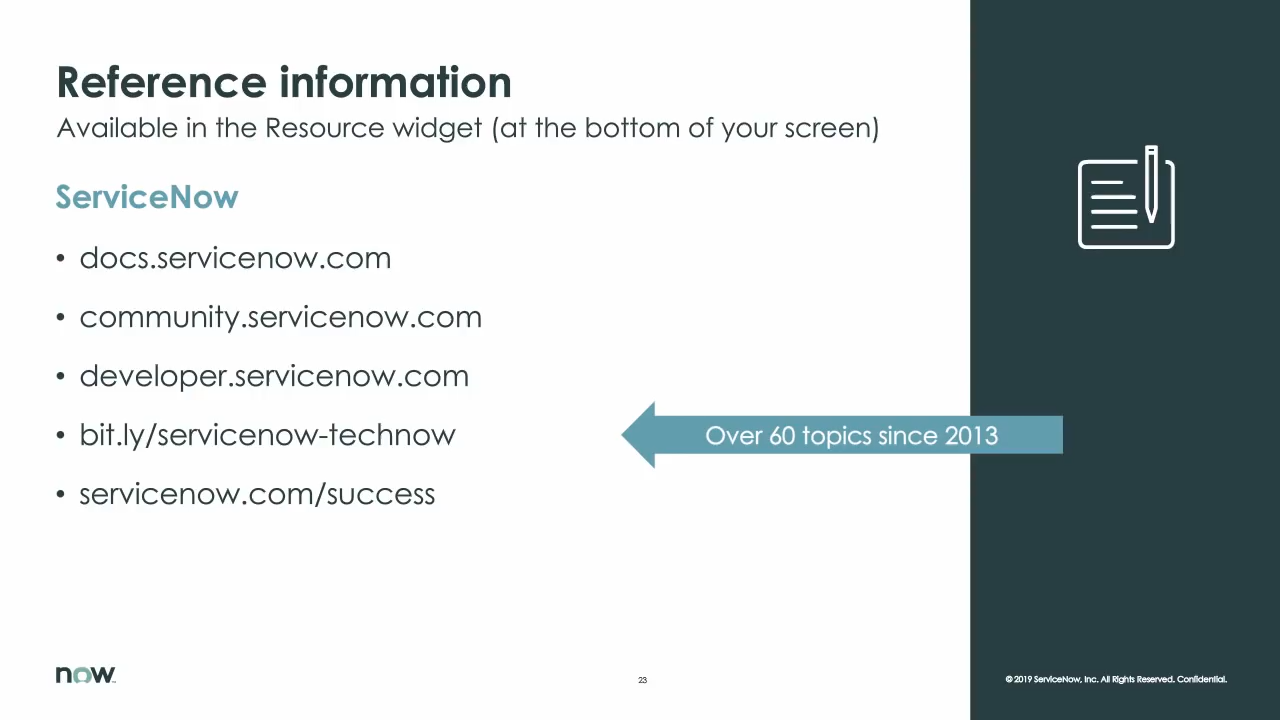 Reference information
Available in the Resource widget (at the bottom of your screen)
ServiceNow
• docs.servicenow.com
• community.servicenow.com
• developer.servicenow.com
• bit.ly/servicenow-technow
Over 60 topics since 2013
• servicenow.com/success
now
23
© 2019 ServiceNow, Inc. All Rights Reserved. Confidential.